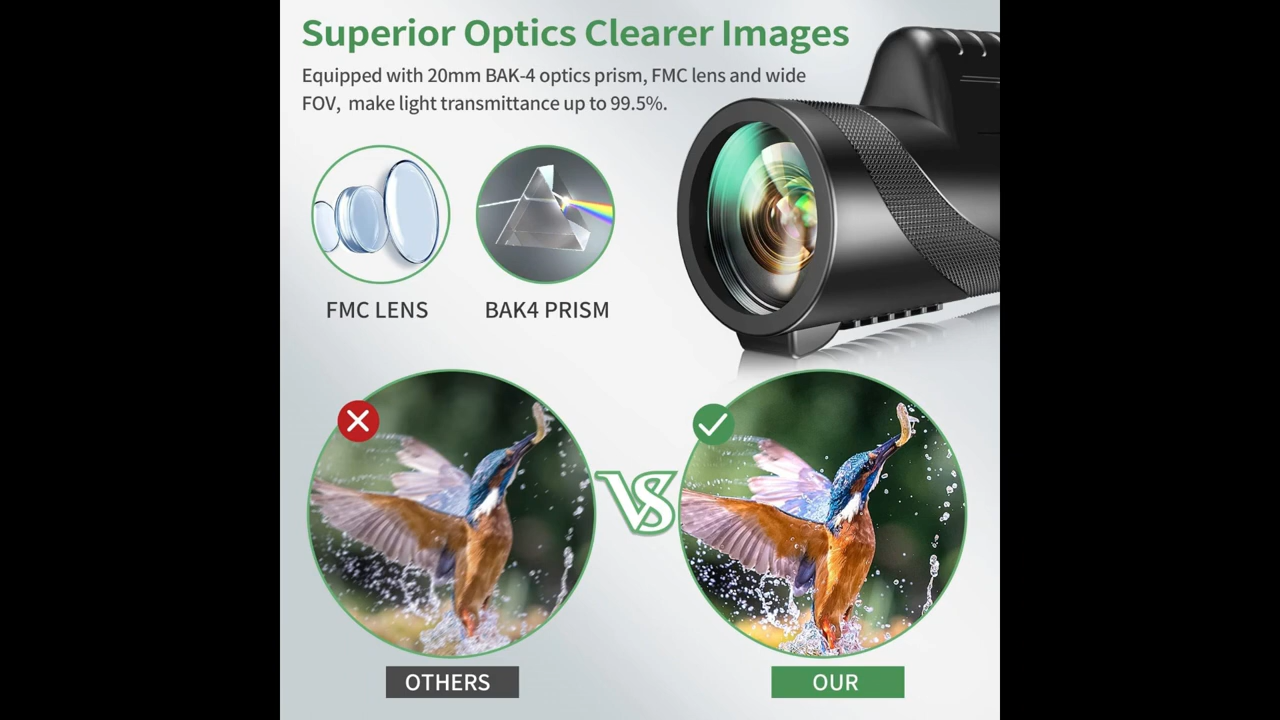 Superior Optics Clearer Images
Equipped with 20mm BAK-4 optics prism, FMC lens and wide
FOV, make light transmittance up to 99.5%.
FMC LENS
BAK4 PRISM
VS
OTHERS
OUR